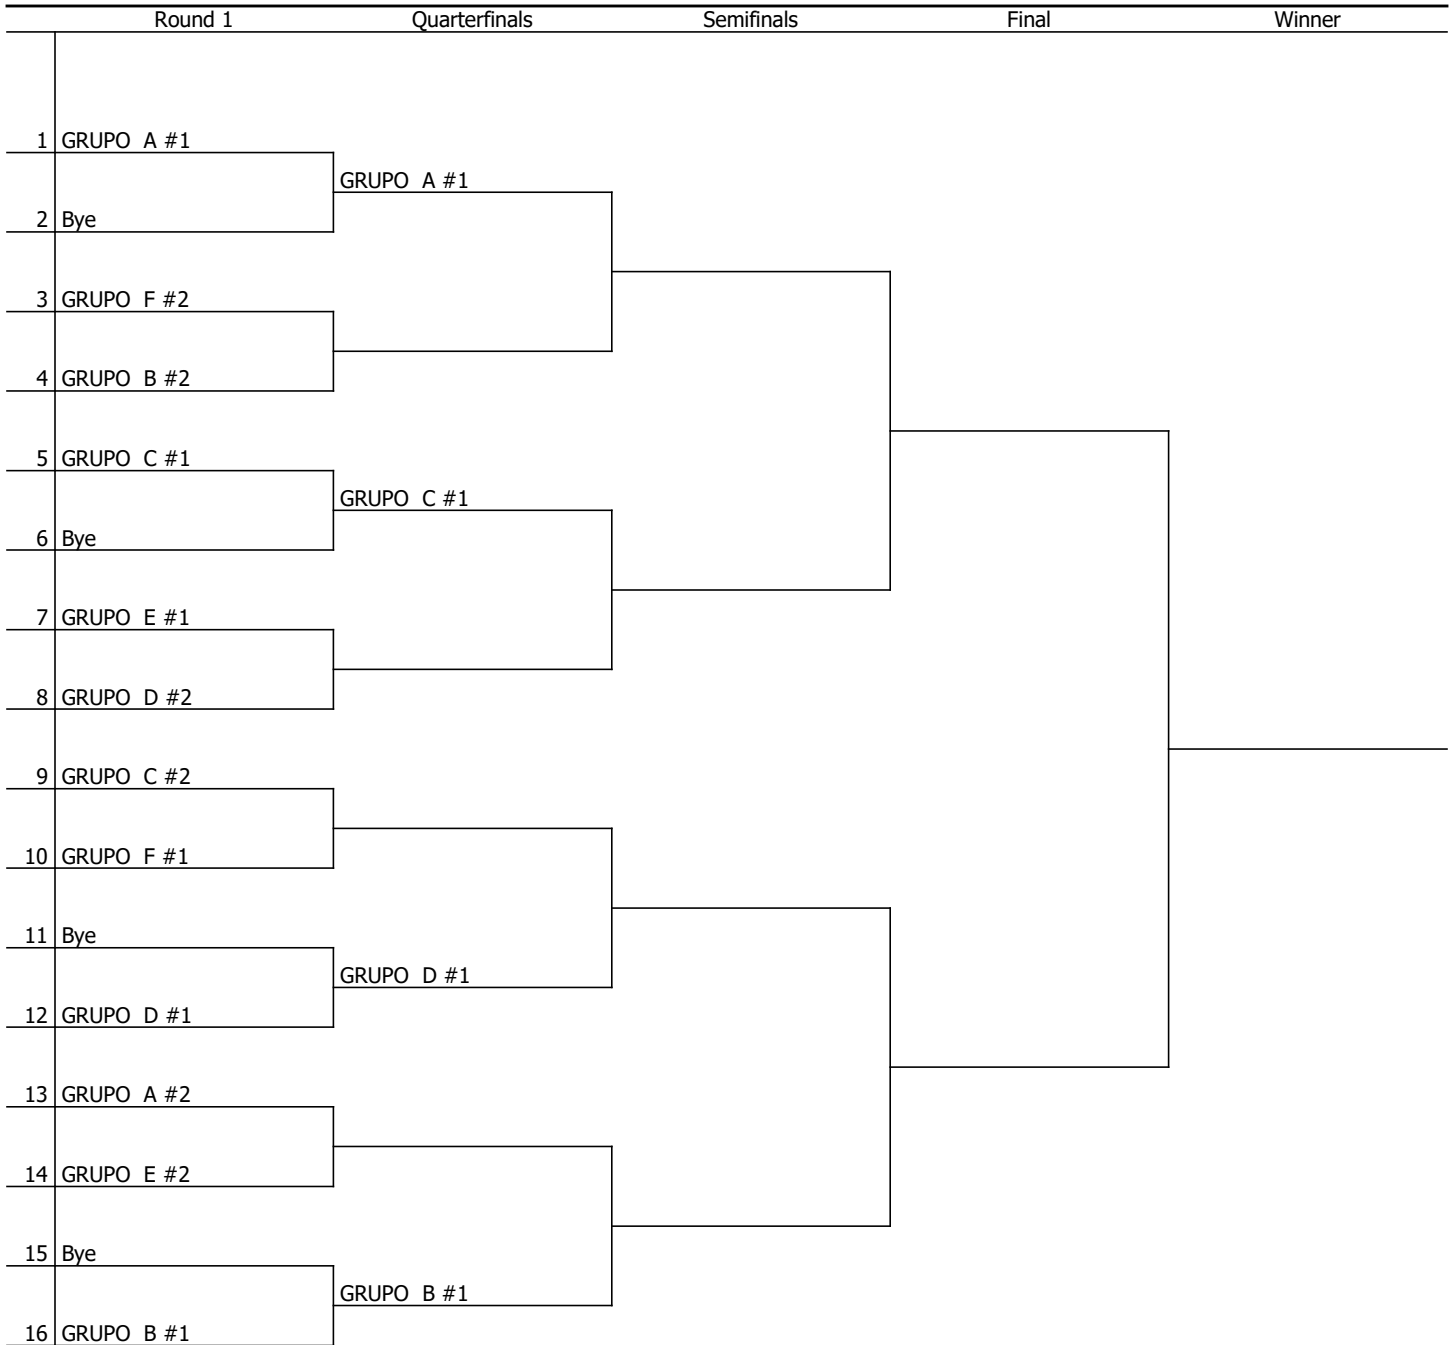 Round 1 Quarterfinals Semifinals Final Winner
1 GRUPO A #1
GRUPO A #1
2 Bye
3 GRUPO F #2
4 GRUPO B #2
5 GRUPO C #1
GRUPO C #1
6 Bye
7 GRUPO E #1
8 GRUPO D #2
9 GRUPO C #2
10 GRUPO F #1
11 Bye
GRUPO D #1
12 GRUPO D #1
13 GRUPO A #2
14 GRUPO E #2
15 Bye
GRUPO B #1
16 GRUPO B #1